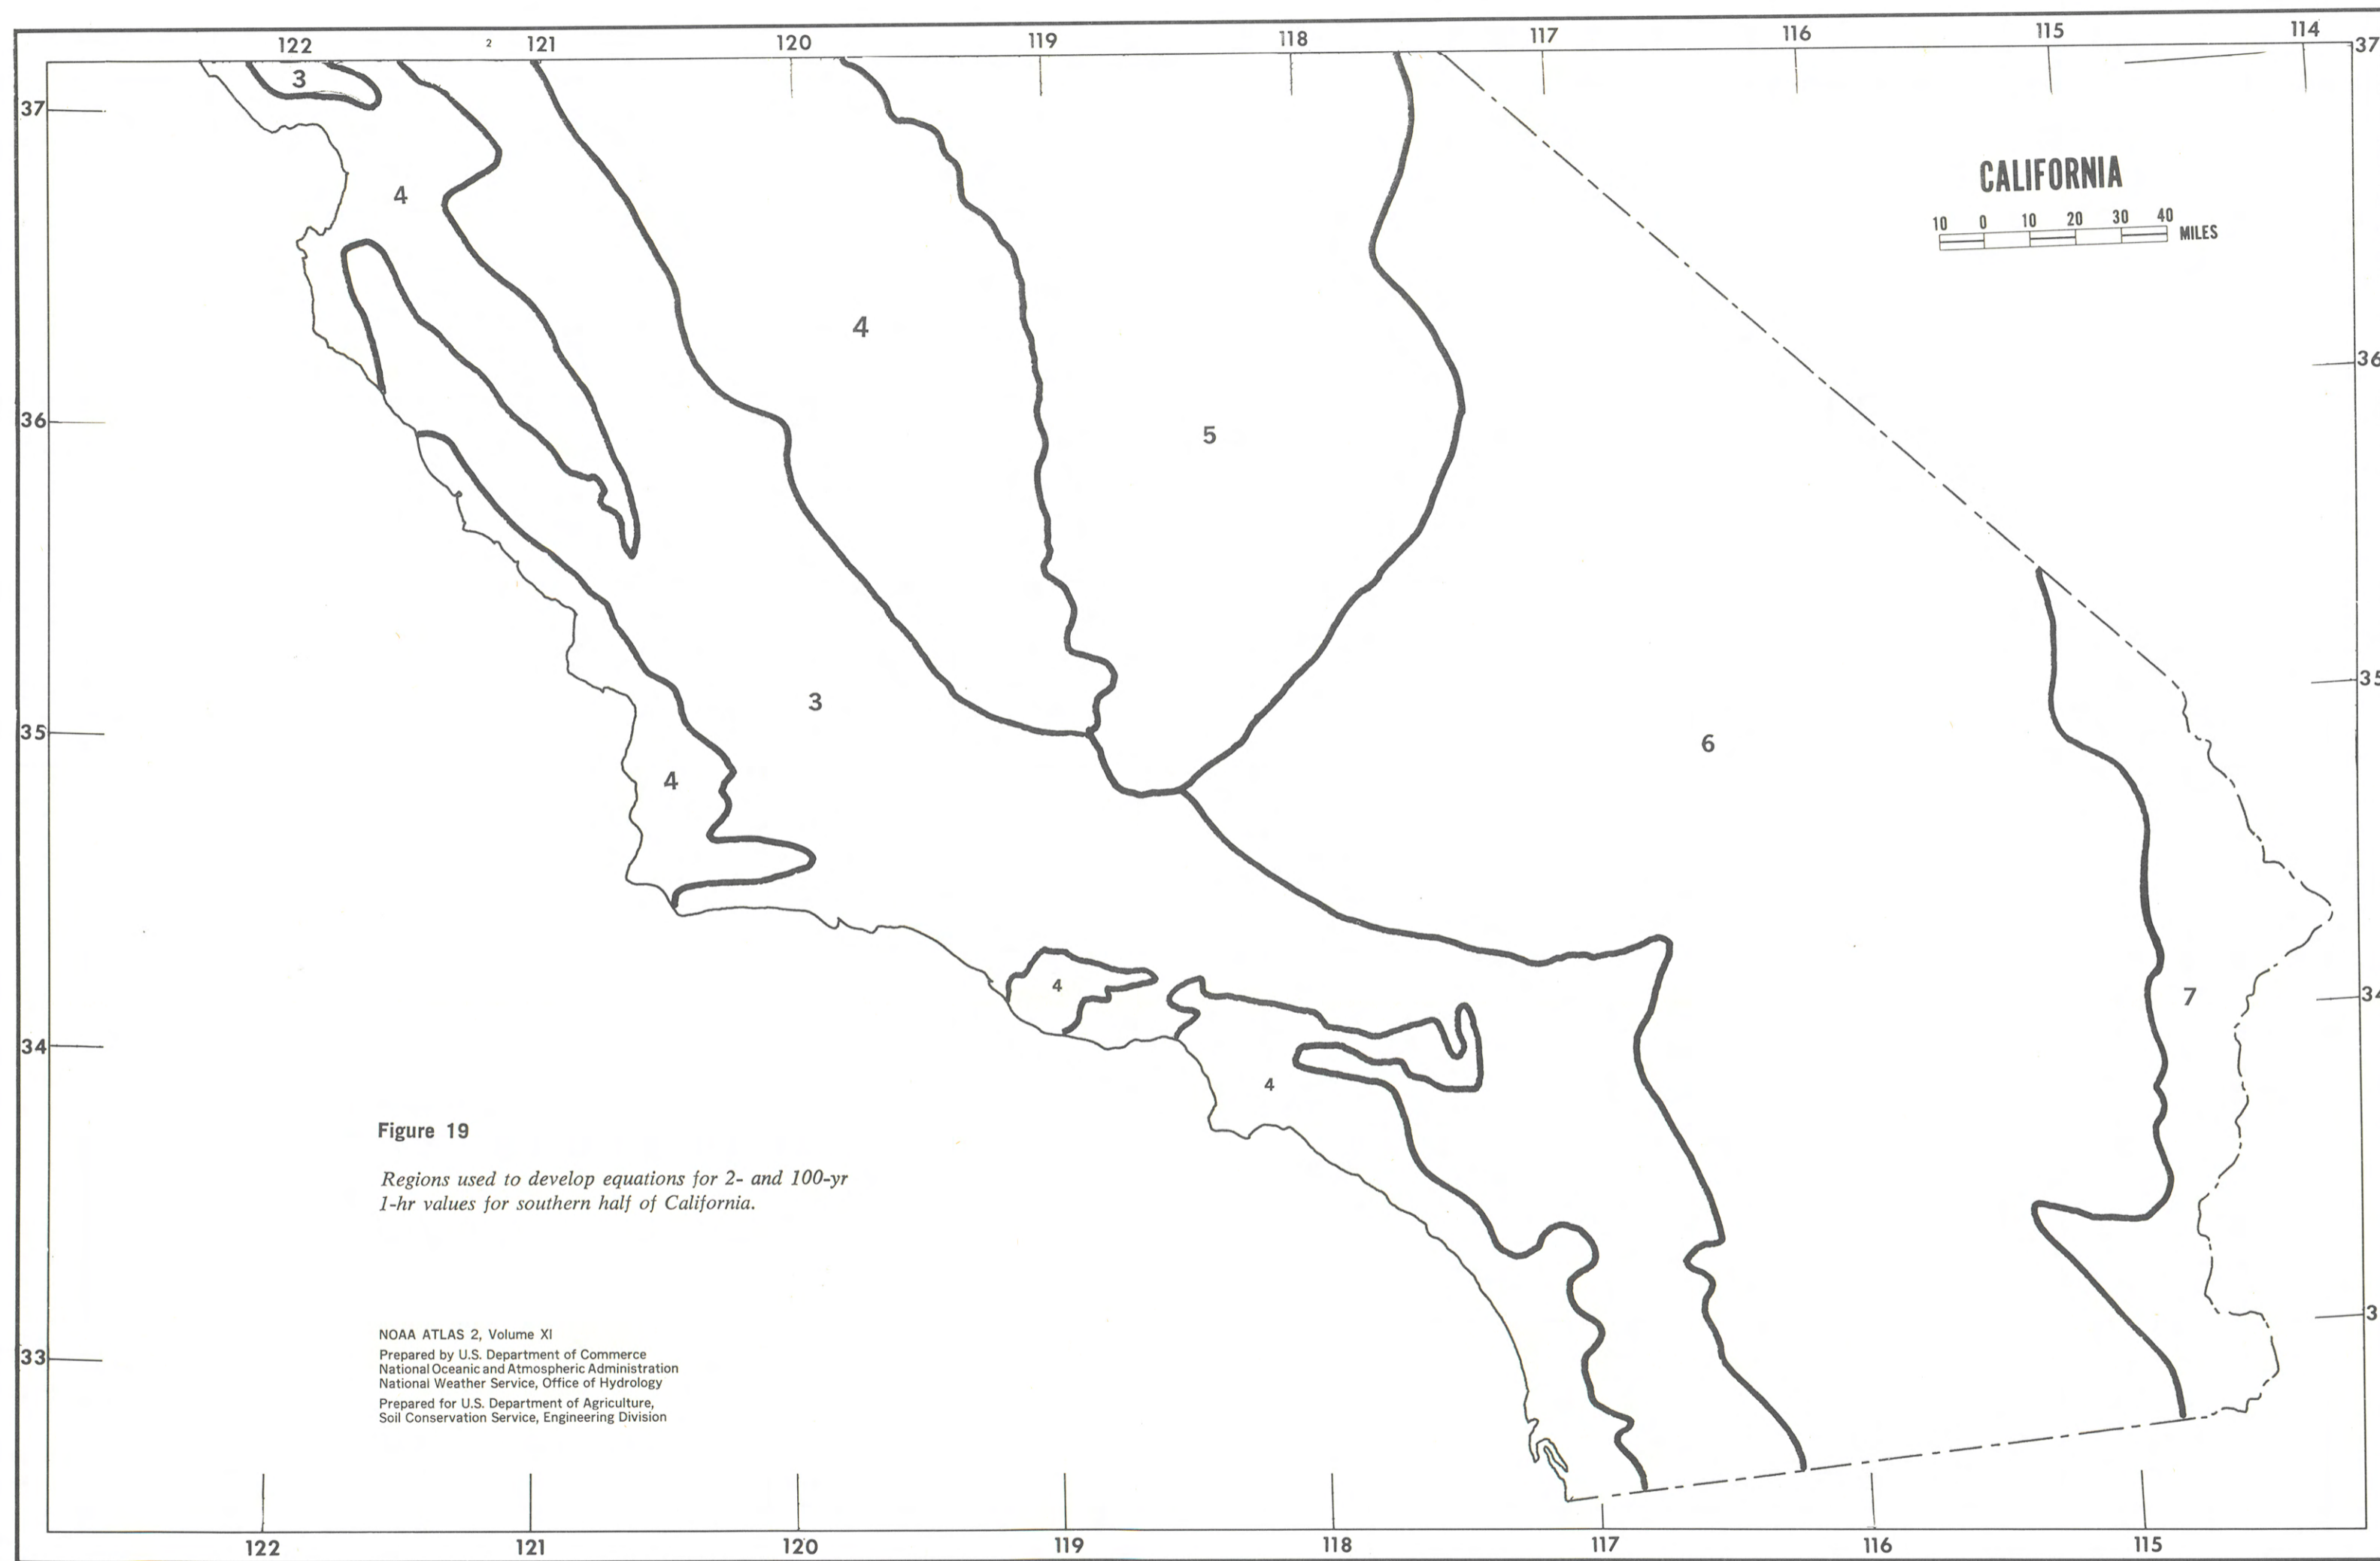 122 2 121 120 119 118 117 116 115 114
37
37
CALIFORNIA
10 0 10 20 30 40 MILES
3
4
4
36
36
5
35
35
3
6
4
34
34
4
7
4
Figure 19
Regions used to develop equations for 2- and 100-yr
1-hr values for southern half of California.
3
33
NOAA ATLAS 2, Volume XI
Prepared by U.S. Department of Commerce
National Oceanic and Atmospheric Administration
National Weather Service, Office of Hydrology
Prepared for U.S. Department of Agriculture,
Soil Conservation Service, Engineering Division
122 121 120 119 118 117 116 115